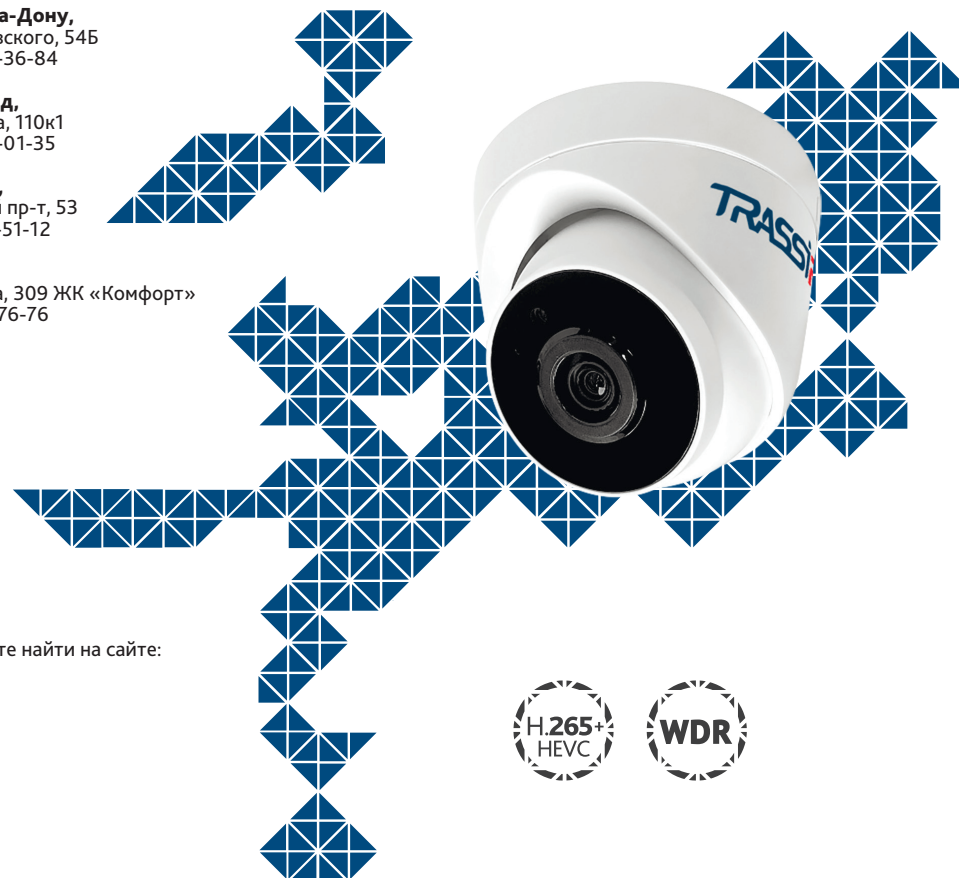 а-Дону,
вского, 54Б
-36-84
д,
а, 110к1
-01-35
,
й пр-т, 53
-51-12
а, 309 ЖК «Комфорт»
76-76
те найти на сайте:
TRASSI
H.265+
HEVC
WDR